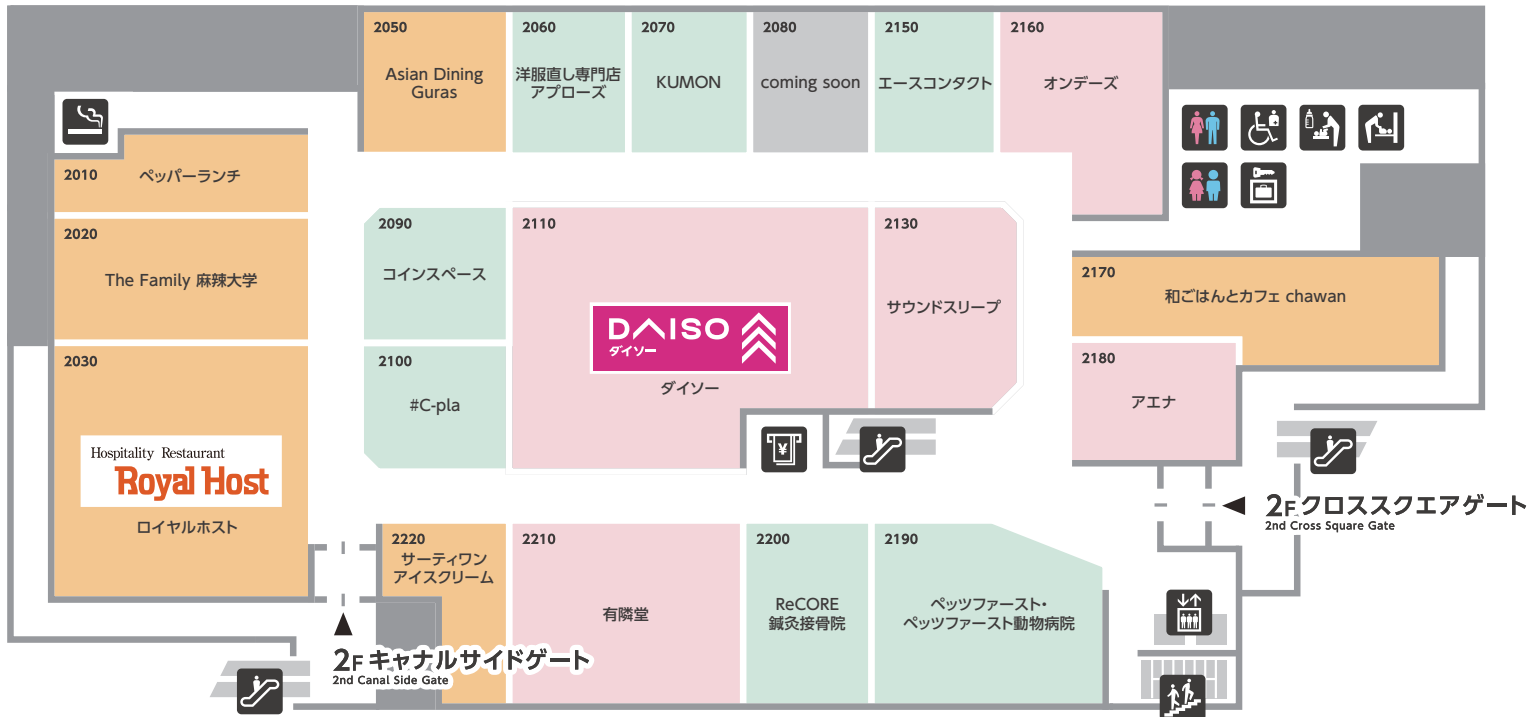 2050
Asian Dining
Guras
2060
洋服直し専門店
アプローズ
2070
KUMON
2080
coming soon
2150
エースコンタクト
2160
オンデーズ
2010
ペッパーランチ
2020
The Family 麻辣大学
2030
Hospitality Restaurant
Royal Host
ロイヤルホスト
2090
コインスペース
2100
#C-pla
2110
DAISO
ダイソー
ダイソー
2130
サウンドスリープ
2170
和ごはんとカフェ chawan
2180
アエナ
¥
2Fクロススクエアゲート
2nd Cross Square Gate
2220
サーティワン
アイスクリーム
2210
有隣堂
2200
ReCORE
鍼灸接骨院
2190
ペッツファースト・
ペッツファースト動物病院
2Fキャナルサイドゲート
2nd Canal Side Gate